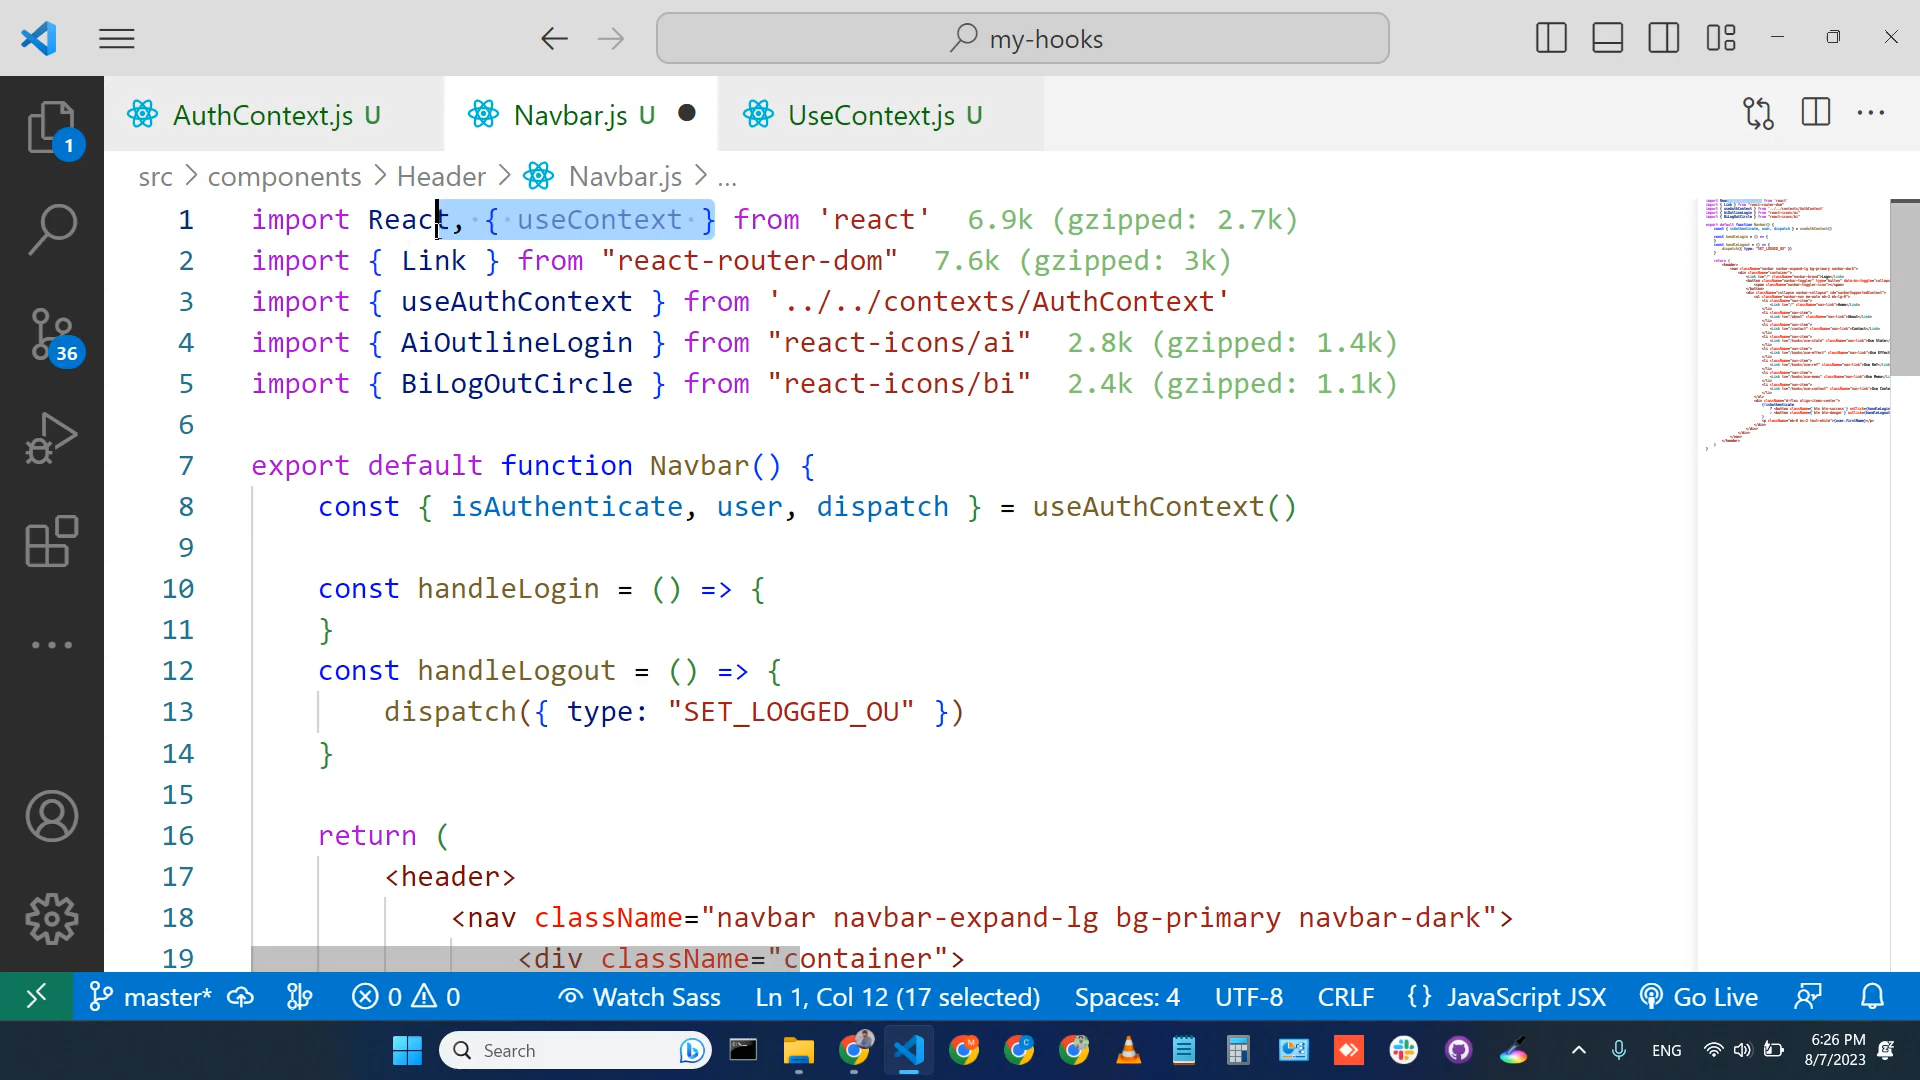 my-hooks
AuthContext.js U
Navbar.js U
UseContext.js U
src > components > Header > Navbar.js > ...
1 import React, { useContext } from 'react' 6.9k (gzipped: 2.7k)
2 import { Link } from "react-router-dom" 7.6k (gzipped: 3k)
3 import { useAuthContext } from '../../contexts/AuthContext'
4 import { AiOutlineLogin } from "react-icons/ai" 2.8k (gzipped: 1.4k)
5 import { BiLogOutCircle } from "react-icons/bi" 2.4k (gzipped: 1.1k)
6
7 export default function Navbar() {
8 const { isAuthenticate, user, dispatch } = useAuthContext()
9
10 const handleLogin = () => {
11 }
12 const handleLogout = () => {
13 dispatch({ type: "SET_LOGGED_OU" })
14 }
15
16 return (
17 <header>
18 <nav className="navbar navbar-expand-lg bg-primary navbar-dark">
19 <div className="container">
1
36
master* 0 0 Watch Sass Ln 1, Col 12 (17 selected) Spaces: 4 UTF-8 CRLF {} JavaScript JSX Go Live
Search
ENG
6:26 PM
8/7/2023